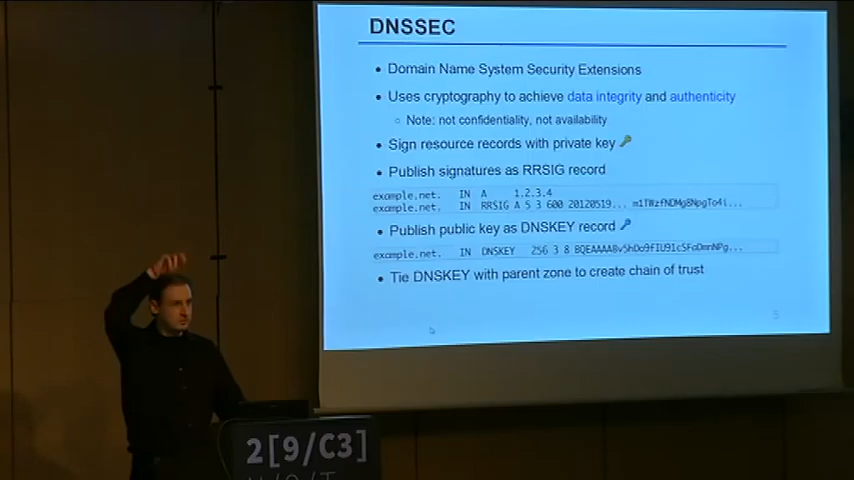 DNSSEC
• Domain Name System Security Extensions
• Uses cryptography to achieve data integrity and authenticity
○ Note: not confidentiality, not availability
• Sign resource records with private key
• Publish signatures as RRSIG record
example.net. IN A 1.2.3.4
example.net. IN RRSIG A 5 3 600 20120519...
• Publish public key as DNSKEY record
example.net. IN DNSKEY 256 3 8
• Tie DNSKEY with parent zone to create chain of trust
5
2[9/C3]